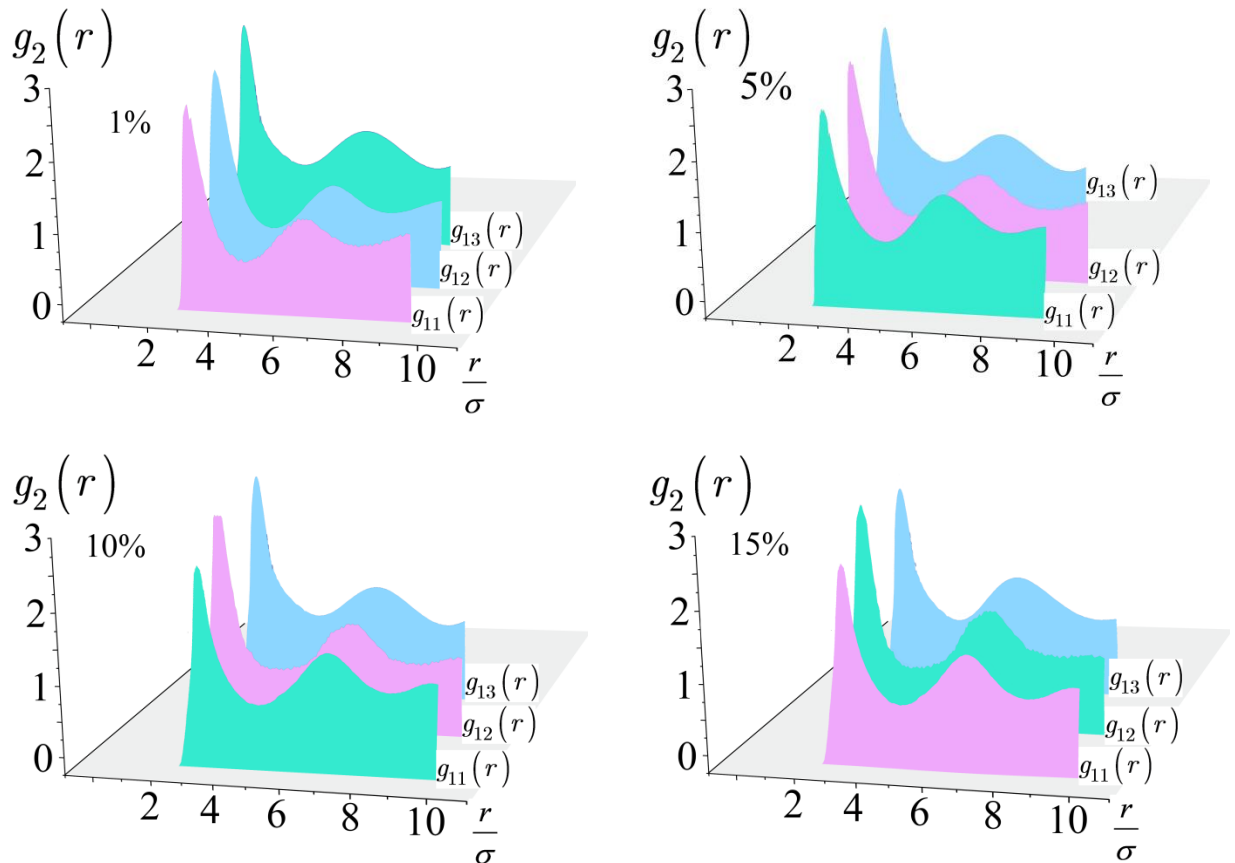 g₂(r)
3
2
1
0
1%
g₁₃(r)
g₁₂(r)
g₁₁(r)
2 4 6 8 10
r/σ
g₂(r)
3
2
1
0
5%
g₁₃(r)
g₁₂(r)
g₁₁(r)
2 4 6 8 10
r/σ
g₂(r)
3
2
1
0
10%
g₁₃(r)
g₁₂(r)
g₁₁(r)
2 4 6 8 10
r/σ
g₂(r)
3
2
1
0
15%
g₁₃(r)
g₁₂(r)
g₁₁(r)
2 4 6 8 10
r/σ